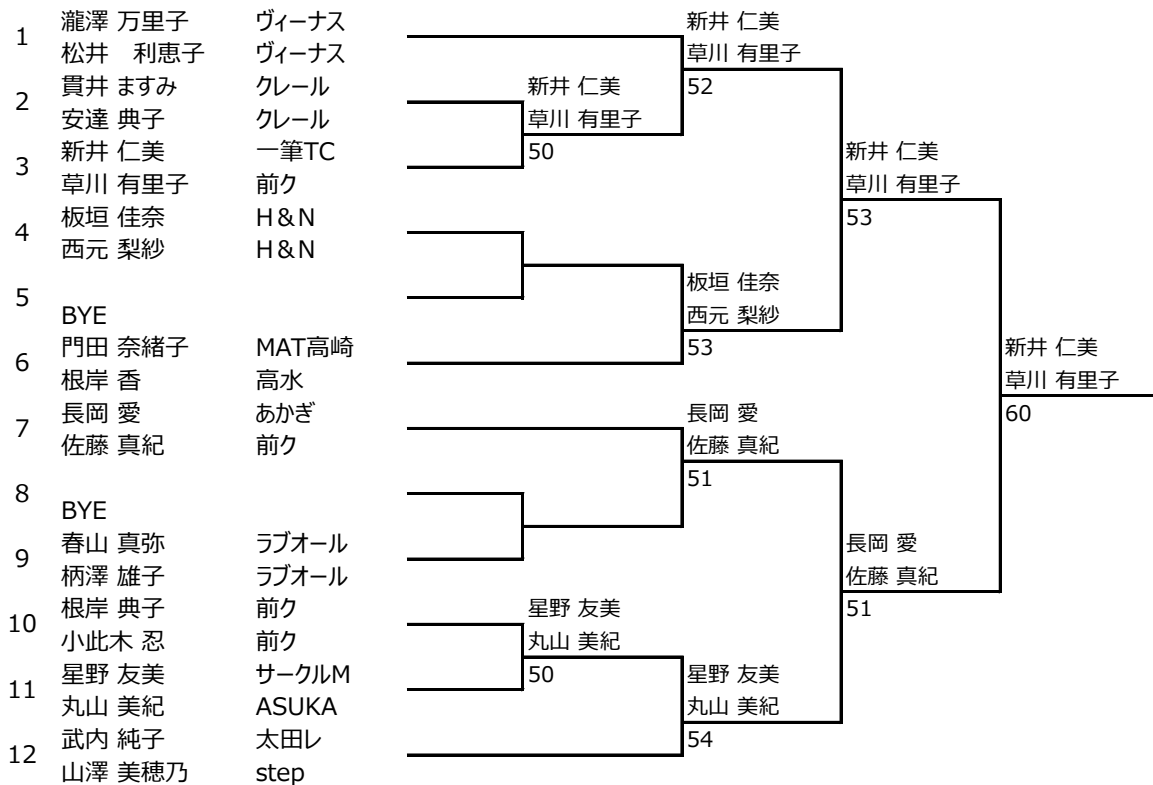 1
瀧澤 万里子 ヴィーナス
松井　利恵子 ヴィーナス
2
貫井 ますみ クレール
安達 典子 クレール
3
新井 仁美 一筆TC
草川 有里子 前ク
4
板垣 佳奈 H&N
西元 梨紗 H&N
5
BYE
6
門田 奈緒子 MAT高崎
根岸 香 高水
7
長岡 愛 あかぎ
佐藤 真紀 前ク
8
BYE
9
春山 真弥 ラブオール
柄澤 雄子 ラブオール
10
根岸 典子 前ク
小此木 忍 前ク
11
星野 友美 サークルM
丸山 美紀 ASUKA
12
武内 純子 太田レ
山澤 美穂乃 step
新井 仁美
草川 有里子
50
星野 友美
丸山 美紀
50
新井 仁美
草川 有里子
52
板垣 佳奈
西元 梨紗
53
長岡 愛
佐藤 真紀
51
星野 友美
丸山 美紀
54
新井 仁美
草川 有里子
53
長岡 愛
佐藤 真紀
51
新井 仁美
草川 有里子
60